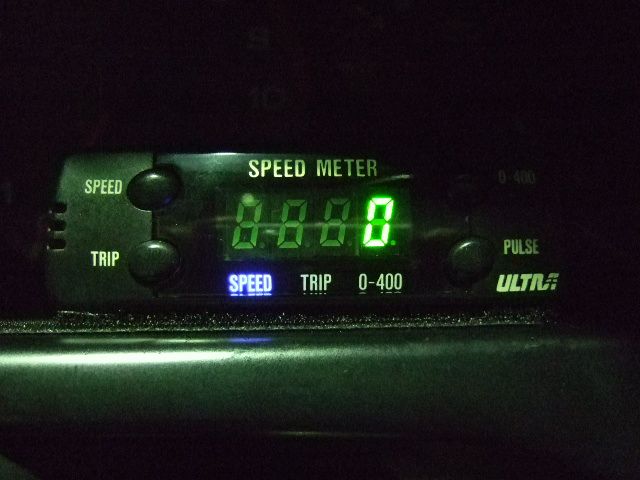 SPEED METER
SPEED
0-400
0
TRIP
PULSE
SPEED TRIP 0-400
ULTRA